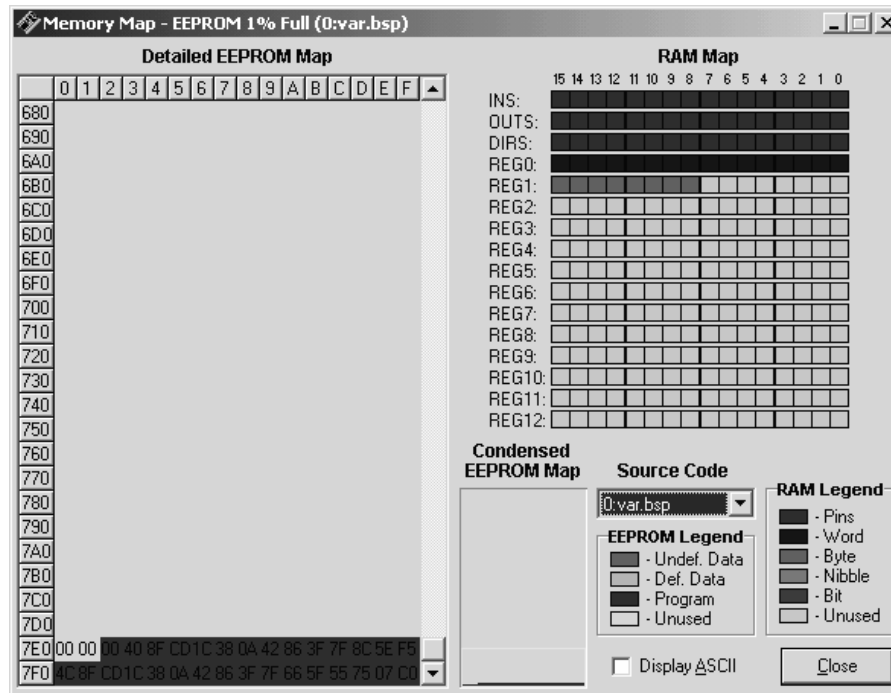 Memory Map - EEPROM 1% Full (0:var.bsp)
Detailed EEPROM Map
0 1 2 3 4 5 6 7 8 9 A B C D E F
680
690
6A0
6B0
6C0
6D0
6E0
6F0
700
710
720
730
740
750
760
770
780
790
7A0
7B0
7C0
7D0
7E0 00 00 00 40 8F CD 1C 38 0A 42 86 3F 7F 8C 5E F5
7F0 4C 8F CD 1C 38 0A 42 86 3F 7F 66 5F 55 75 07 C0
RAM Map
15 14 13 12 11 10 9 8 7 6 5 4 3 2 1 0
INS:
OUTS:
DIRS:
REG0:
REG1:
REG2:
REG3:
REG4:
REG5:
REG6:
REG7:
REG8:
REG9:
REG10:
REG11:
REG12:
Condensed
EEPROM Map
Source Code
0:var.bsp
EEPROM Legend
- Undef. Data
- Def. Data
- Program
- Unused
Display ASCII
RAM Legend
- Pins
- Word
- Byte
- Nibble
- Bit
- Unused
Close